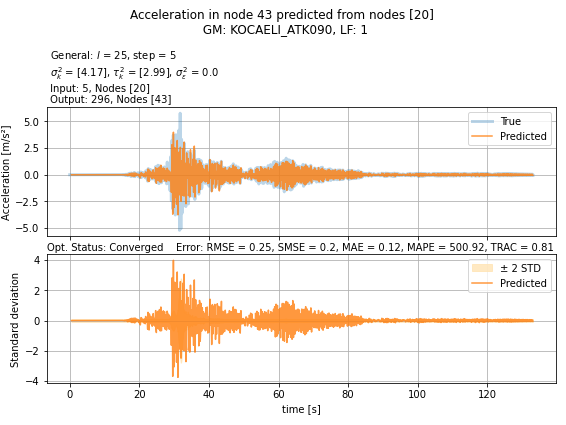 Acceleration in node 43 predicted from nodes [20]
GM: KOCAELI_ATK090, LF: 1
General: l = 25, step = 5
σ²ₖ = [4.17], τ²ₖ = [2.99], σ²ε = 0.0
Input: 5, Nodes [20]
Output: 296, Nodes [43]
True
Predicted
Acceleration [m/s²]
5.0
2.5
0.0
−2.5
−5.0
Opt. Status: Converged Error: RMSE = 0.25, SMSE = 0.2, MAE = 0.12, MAPE = 500.92, TRAC = 0.81
± 2 STD
Predicted
Standard deviation
4
2
0
−2
−4
0 20 40 60 80 100 120
time [s]